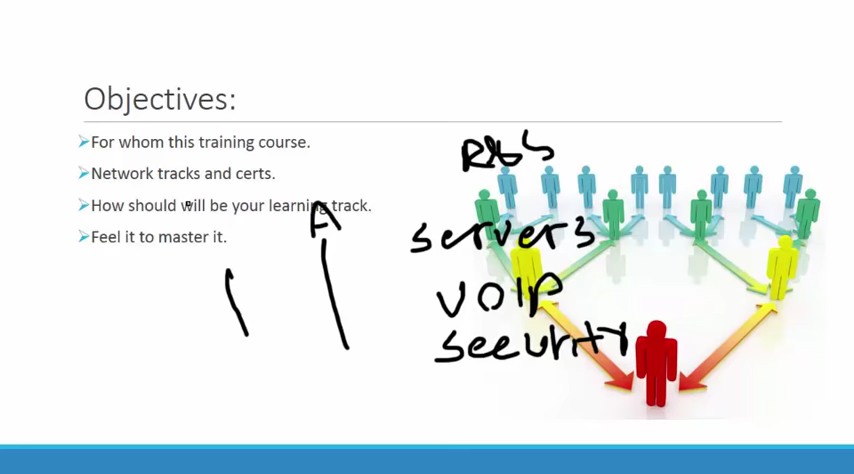 Objectives:
For whom this training course.
Network tracks and certs.
How should will be your learning track.
Feel it to master it.
R&S
servers
VOIP
security
A